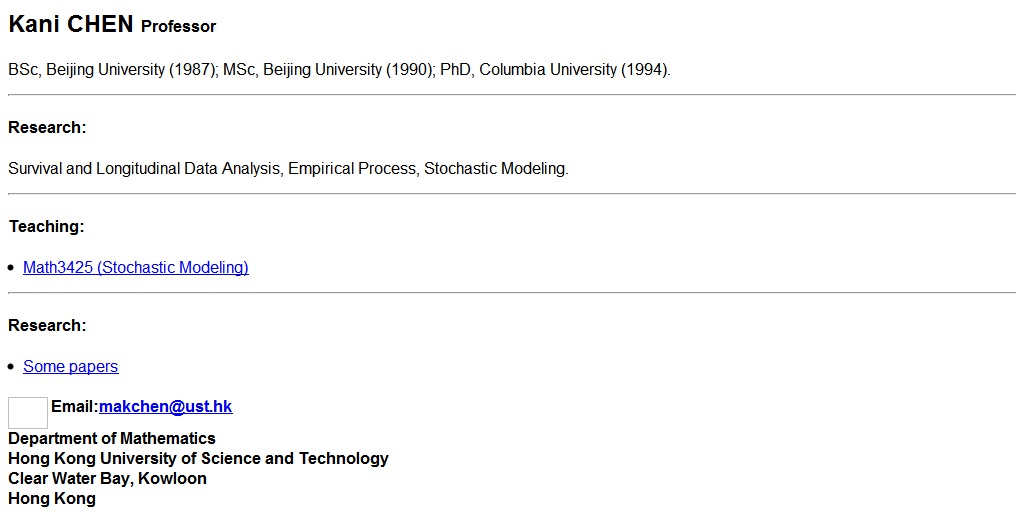 Kani CHEN Professor
BSc, Beijing University (1987); MSc, Beijing University (1990); PhD, Columbia University (1994).
Research:
Survival and Longitudinal Data Analysis, Empirical Process, Stochastic Modeling.
Teaching:
• Math3425 (Stochastic Modeling)
Research:
• Some papers
Email:makchen@ust.hk
Department of Mathematics
Hong Kong University of Science and Technology
Clear Water Bay, Kowloon
Hong Kong